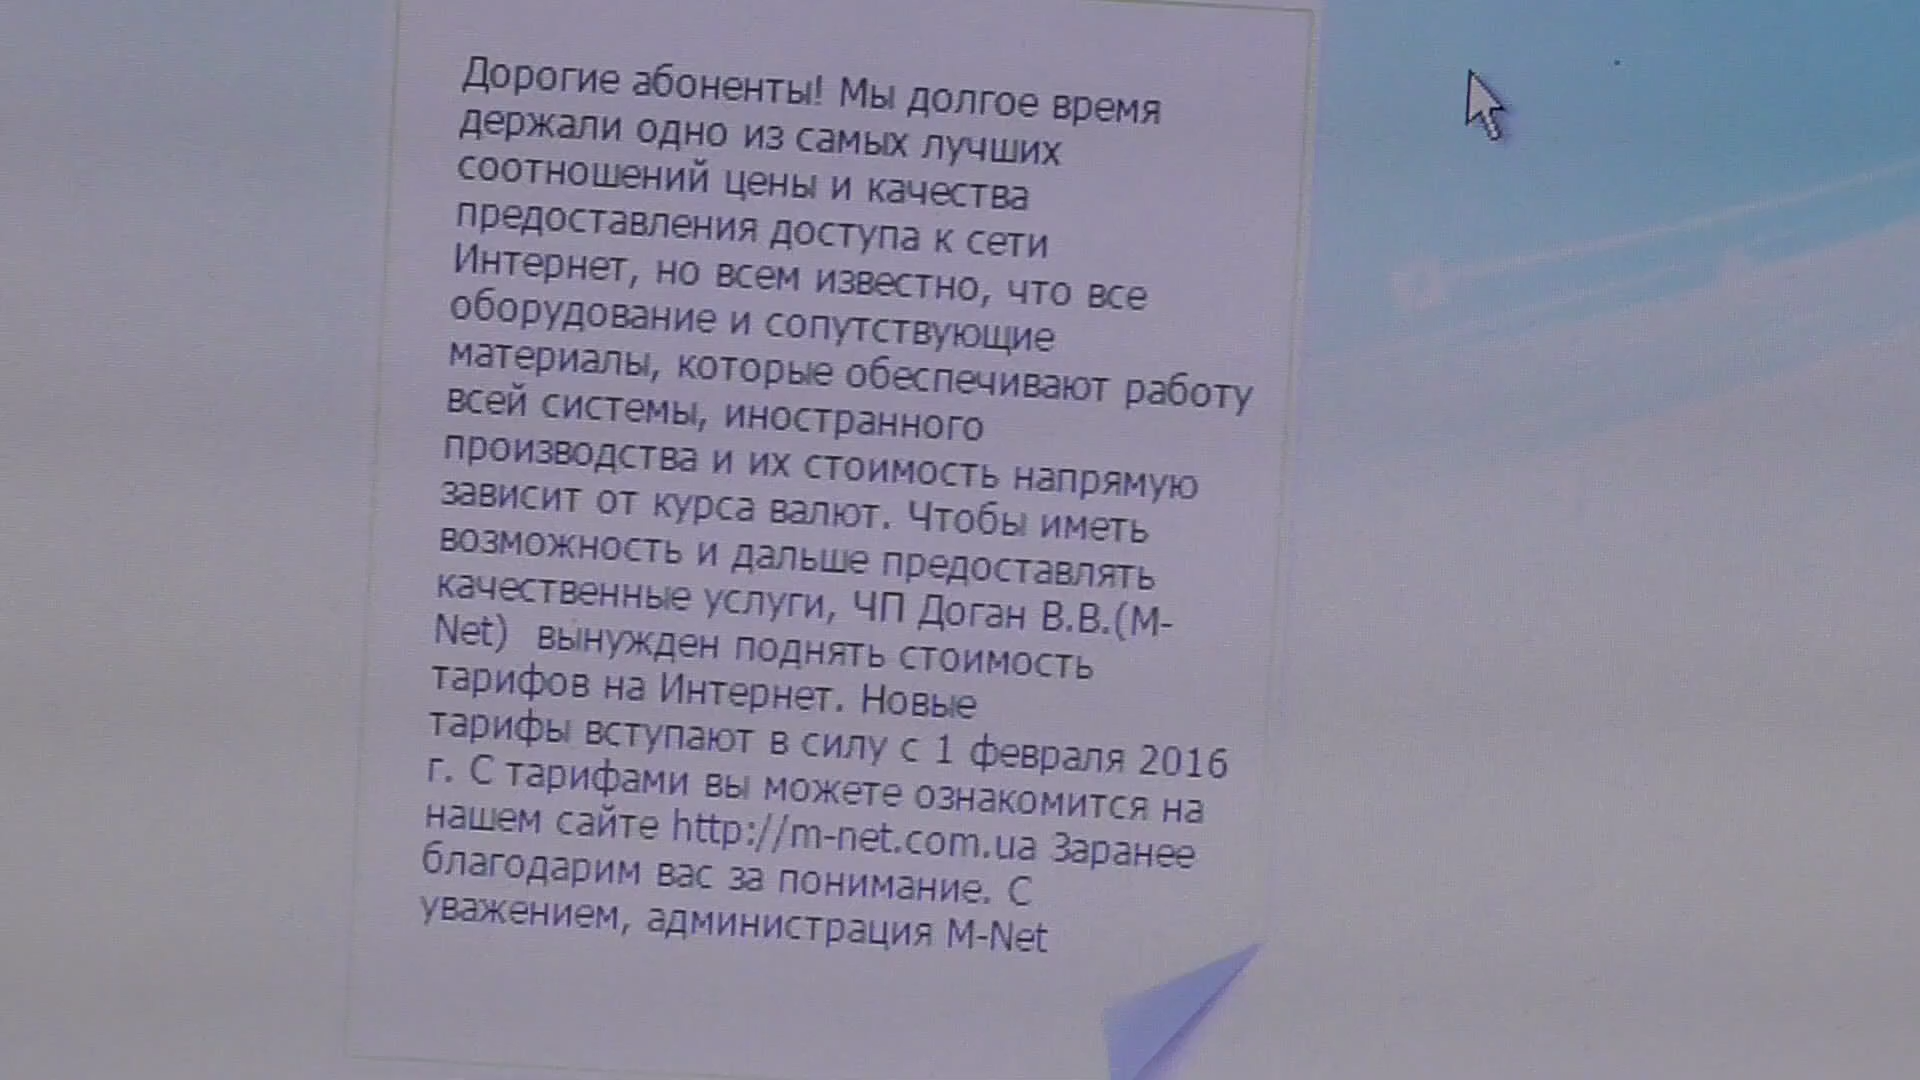 Дорогие абоненты! Мы долгое время
держали одно из самых лучших
соотношений цены и качества
предоставления доступа к сети
Интернет, но всем известно, что все
оборудование и сопутствующие
материалы, которые обеспечивают работу
всей системы, иностранного
производства и их стоимость напрямую
зависит от курса валют. Чтобы иметь
возможность и дальше предоставлять
качественные услуги, ЧП Доган В.В.(M-
Net)  вынужден поднять стоимость
тарифов на Интернет. Новые
тарифы вступают в силу с 1 февраля 2016
г. С тарифами вы можете ознакомится на
нашем сайте http://m-net.com.ua Заранее
благодарим вас за понимание. С
уважением, администрация M-Net